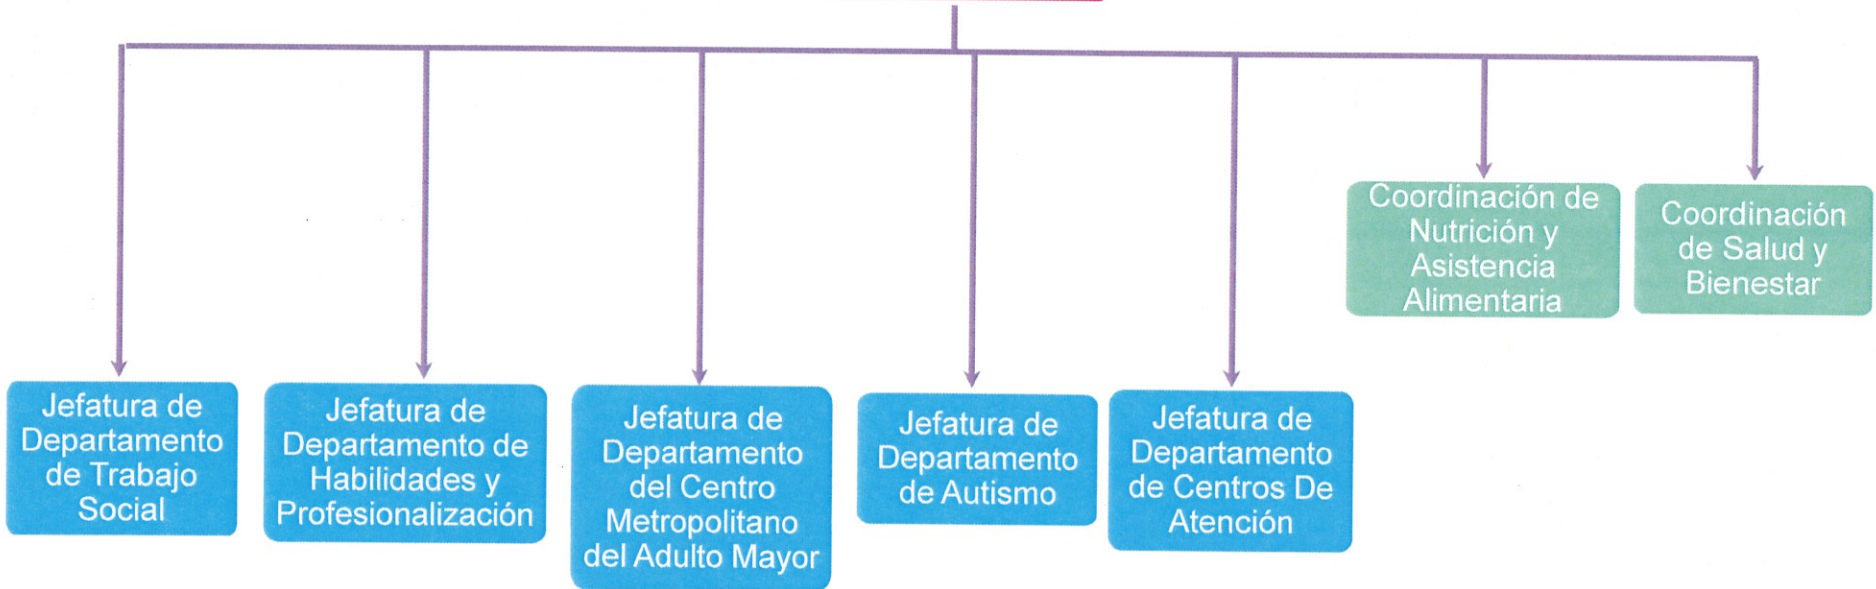 Coordinación de
Nutrición y
Asistencia
Alimentaria
Coordinación
de Salud y
Bienestar
Jefatura de
Departamento
de Trabajo
Social
Jefatura de
Departamento de
Habilidades y
Profesionalización
Jefatura de
Departamento
del Centro
Metropolitano
del Adulto Mayor
Jefatura de
Departamento
de Autismo
Jefatura de
Departamento
de Centros De
Atención